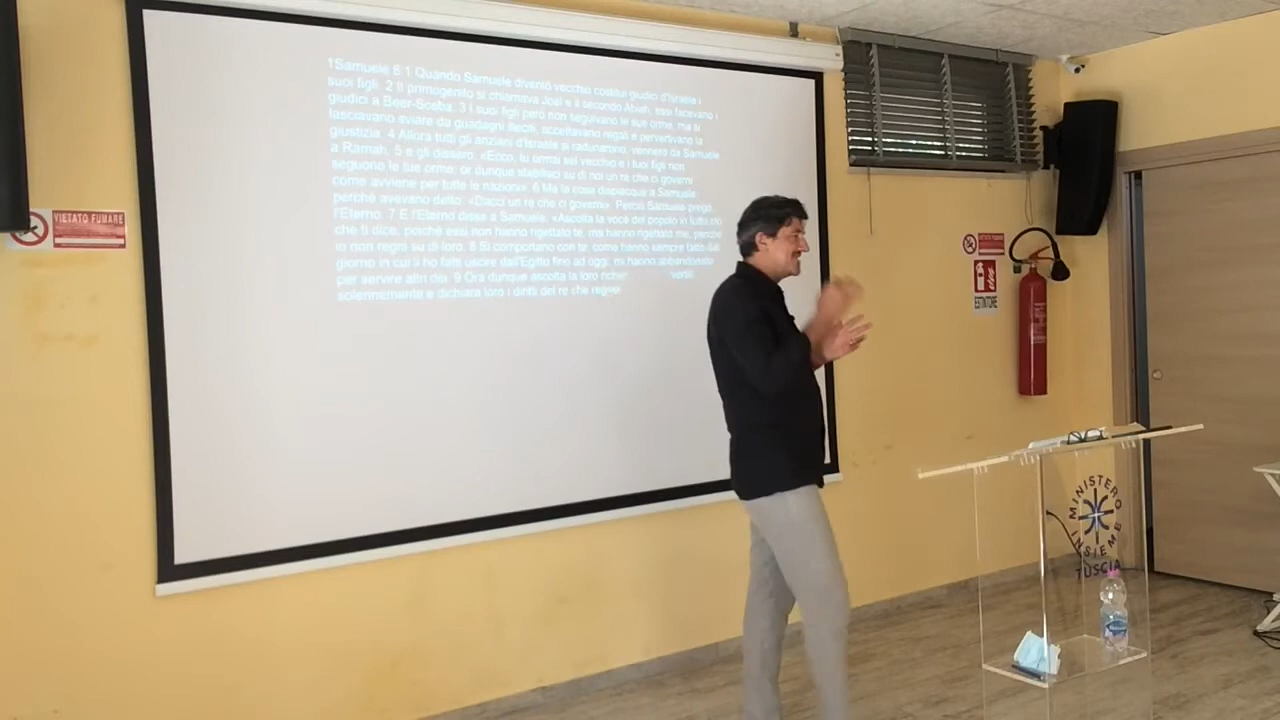 1Samuele 8:1 Quando Samuele diventò vecchio costituì giudici d'Israele i
suoi figli. 2 Il primogenito si chiamava Joel e il secondo Abiah; essi facevano i
giudici a Beer-Sceba. 3 I suoi figli però non seguivano le sue orme, ma si
lasciavano sviare da guadagni illeciti, accettavano regali e pervertivano la
giustizia. 4 Allora tutti gli anziani d'Israele si radunarono, vennero da Samuele
a Ramah, 5 e gli dissero: «Ecco, tu ormai sei vecchio e i tuoi figli non
seguono le tue orme; or dunque stabilisci su di noi un re che ci governi
come avviene per tutte le nazioni». 6 Ma la cosa dispiacque a Samuele,
perché avevano detto: «Dacci un re che ci governi». Perciò Samuele pregò
l'Eterno. 7 E l'Eterno disse a Samuele: «Ascolta la voce del popolo in tutto ciò
che ti dice, poiché essi non hanno rigettato te, ma hanno rigettato me, perché
io non regni su di loro. 8 Si comportano con te, come hanno sempre fatto dal
giorno in cui li ho fatti uscire dall'Egitto fino ad oggi: mi hanno abbandonato
per servire altri dèi. 9 Ora dunque ascolta la loro
solennemente e dichiara loro i diritti del re che regnerà
VIETATO FUMARE
VIETATO FUMARE
ESTINTORE
MINISTERO
INSIEME
TUSCIA